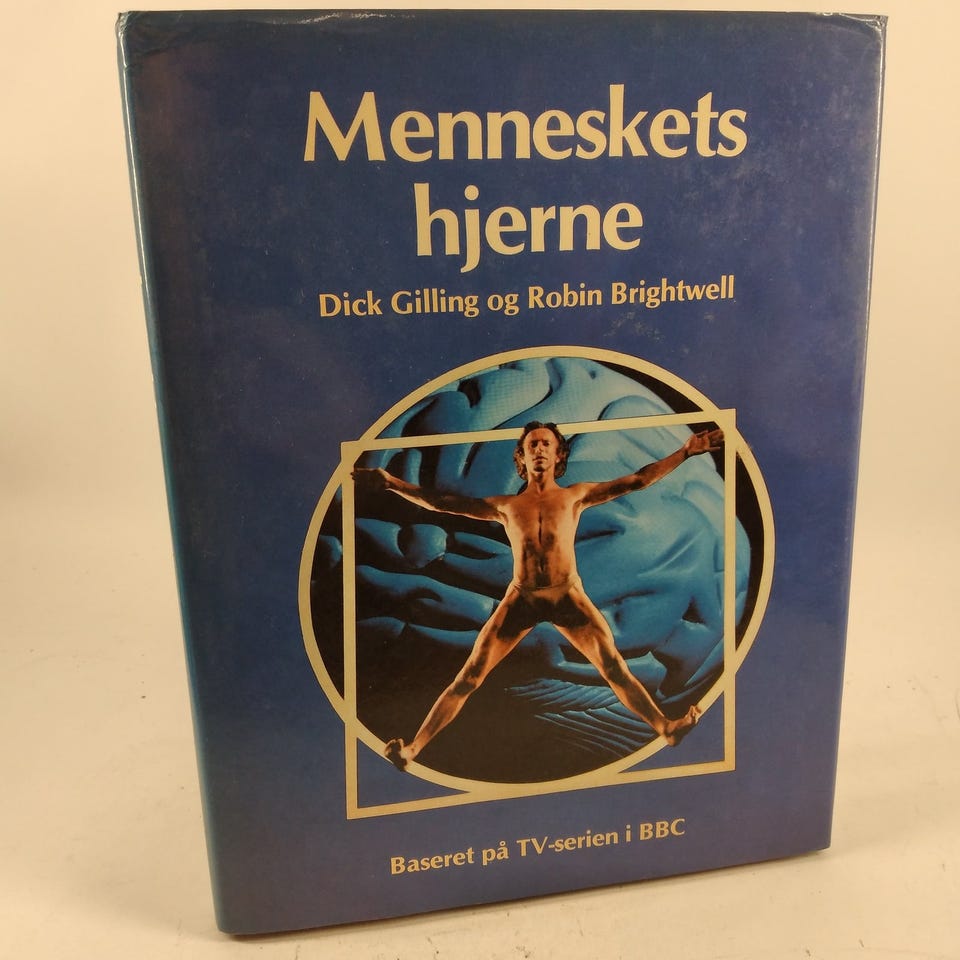 Menneskets
hjerne
Dick Gilling og Robin Brightwell
Baseret på TV-serien i BBC